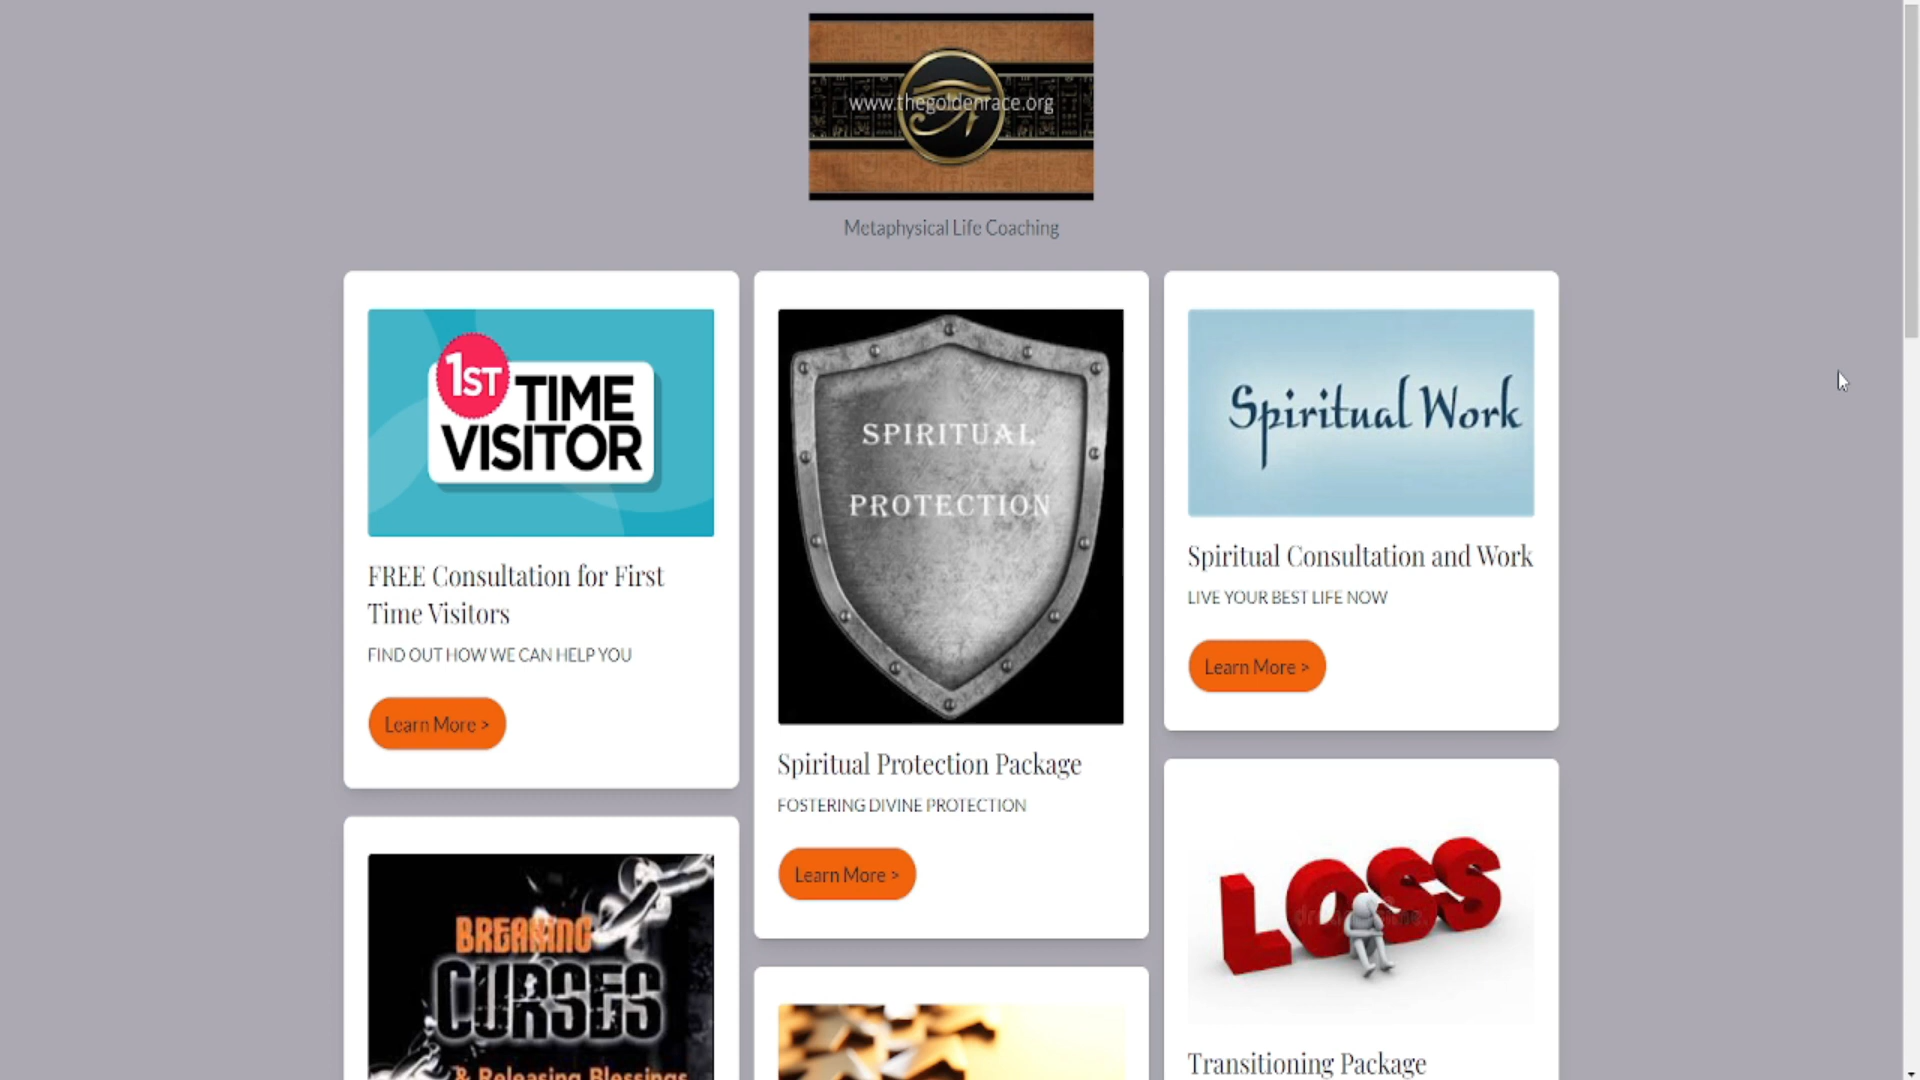 www.thegoldenrace.org
Metaphysical Life Coaching
1ST TIME
VISITOR
FREE Consultation for First
Time Visitors
FIND OUT HOW WE CAN HELP YOU
Learn More >
BREAKING
CURSES
& Releasing Blessings
SPIRITUAL
PROTECTION
Spiritual Protection Package
FOSTERING DIVINE PROTECTION
Learn More >
Spiritual Work
Spiritual Consultation and Work
LIVE YOUR BEST LIFE NOW
Learn More >
LOSS
Transitioning Package